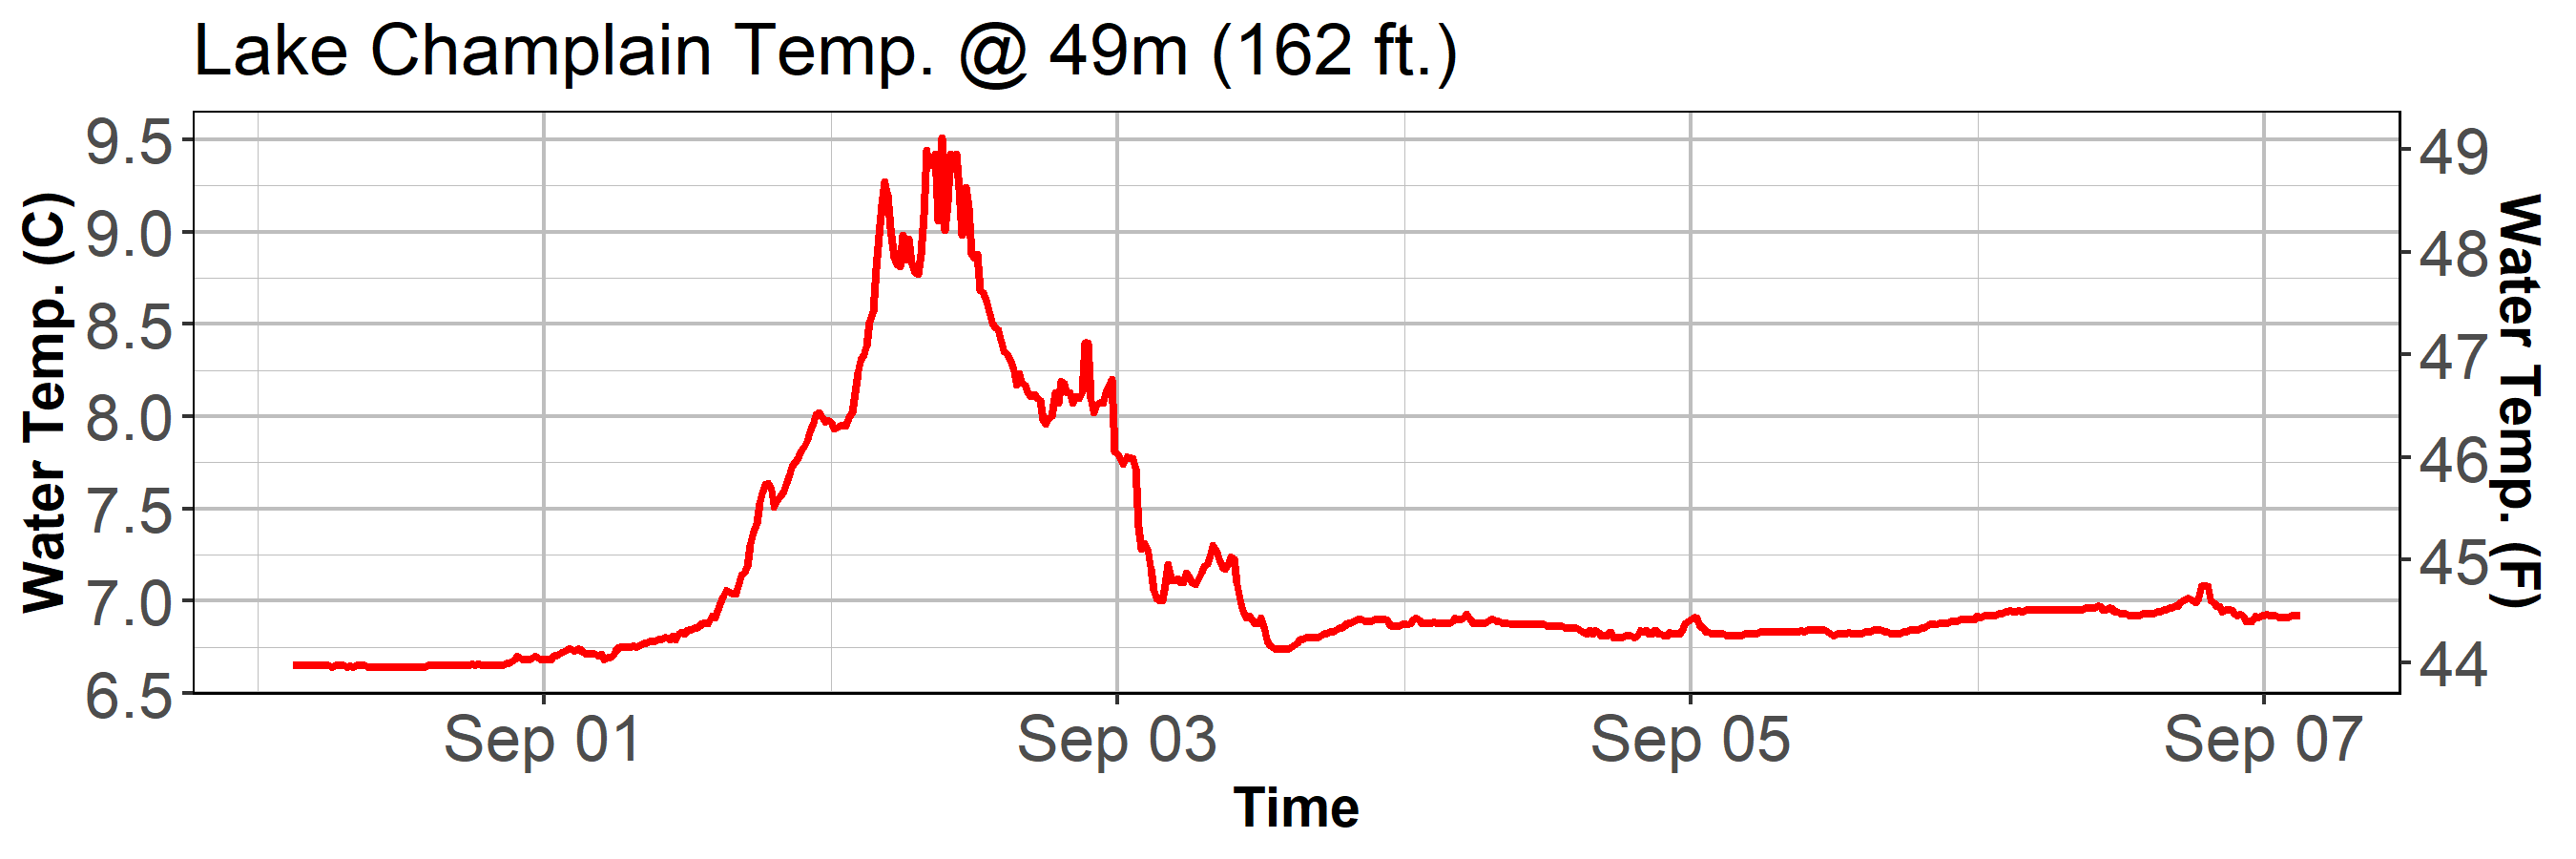 Lake Champlain Temp. @ 49m (162 ft.)
Water Temp. (C)
9.5
9.0
8.5
8.0
7.5
7.0
6.5
49
48
47
46
45
44
Water Temp. (F)
Sep 01
Sep 03
Sep 05
Sep 07
Time